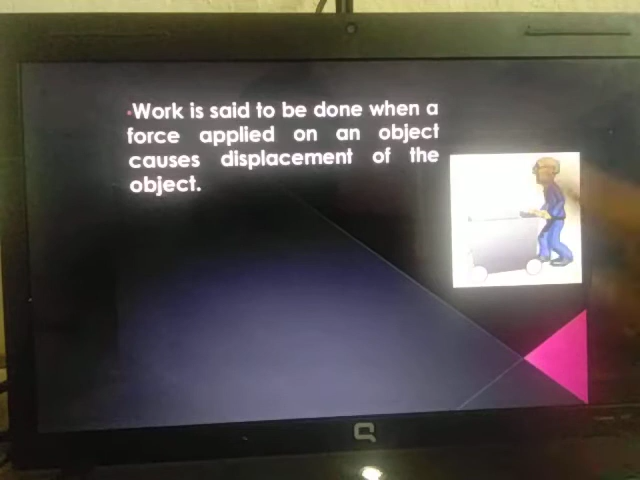 Work is said to be done when a
force applied on an object
causes displacement of the
object.